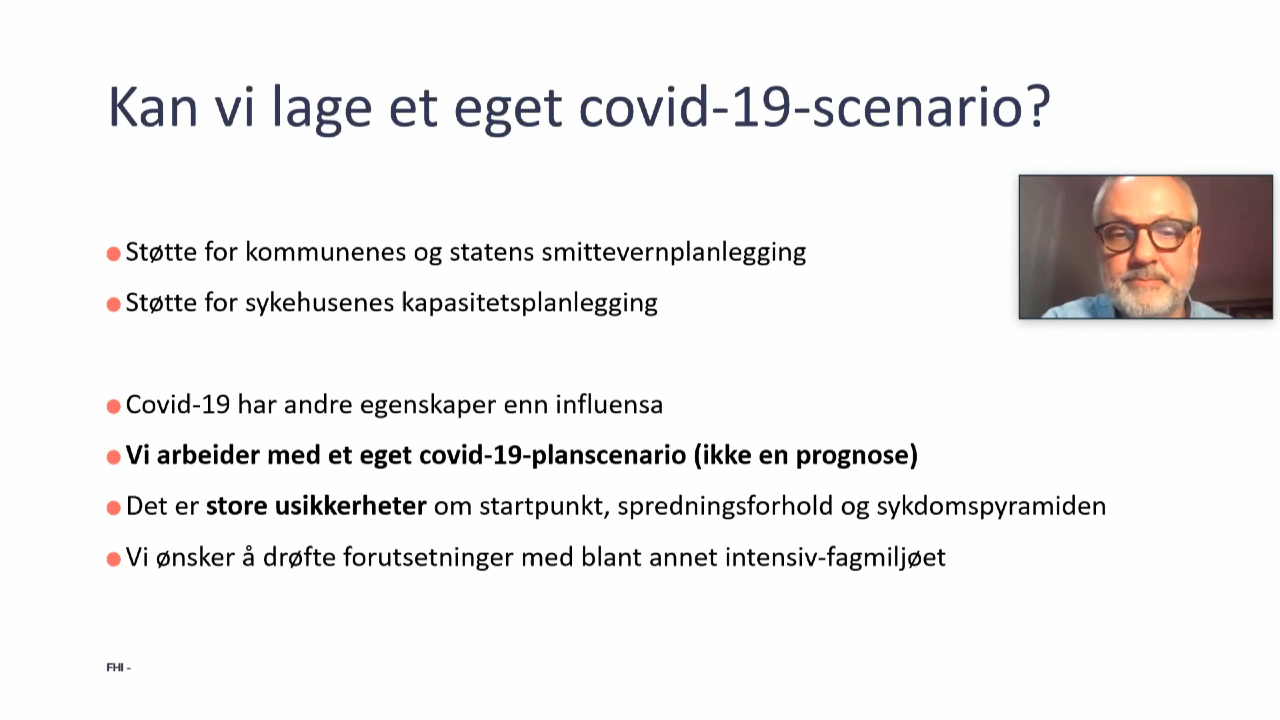 Kan vi lage et eget covid-19-scenario?
Støtte for kommunenes og statens smittevernplanlegging
Støtte for sykehusenes kapasitetsplanlegging
Covid-19 har andre egenskaper enn influensa
Vi arbeider med et eget covid-19-planscenario (ikke en prognose)
Det er store usikkerheter om startpunkt, spredningsforhold og sykdomspyramiden
Vi ønsker å drøfte forutsetninger med blant annet intensiv-fagmiljøet
FHI -